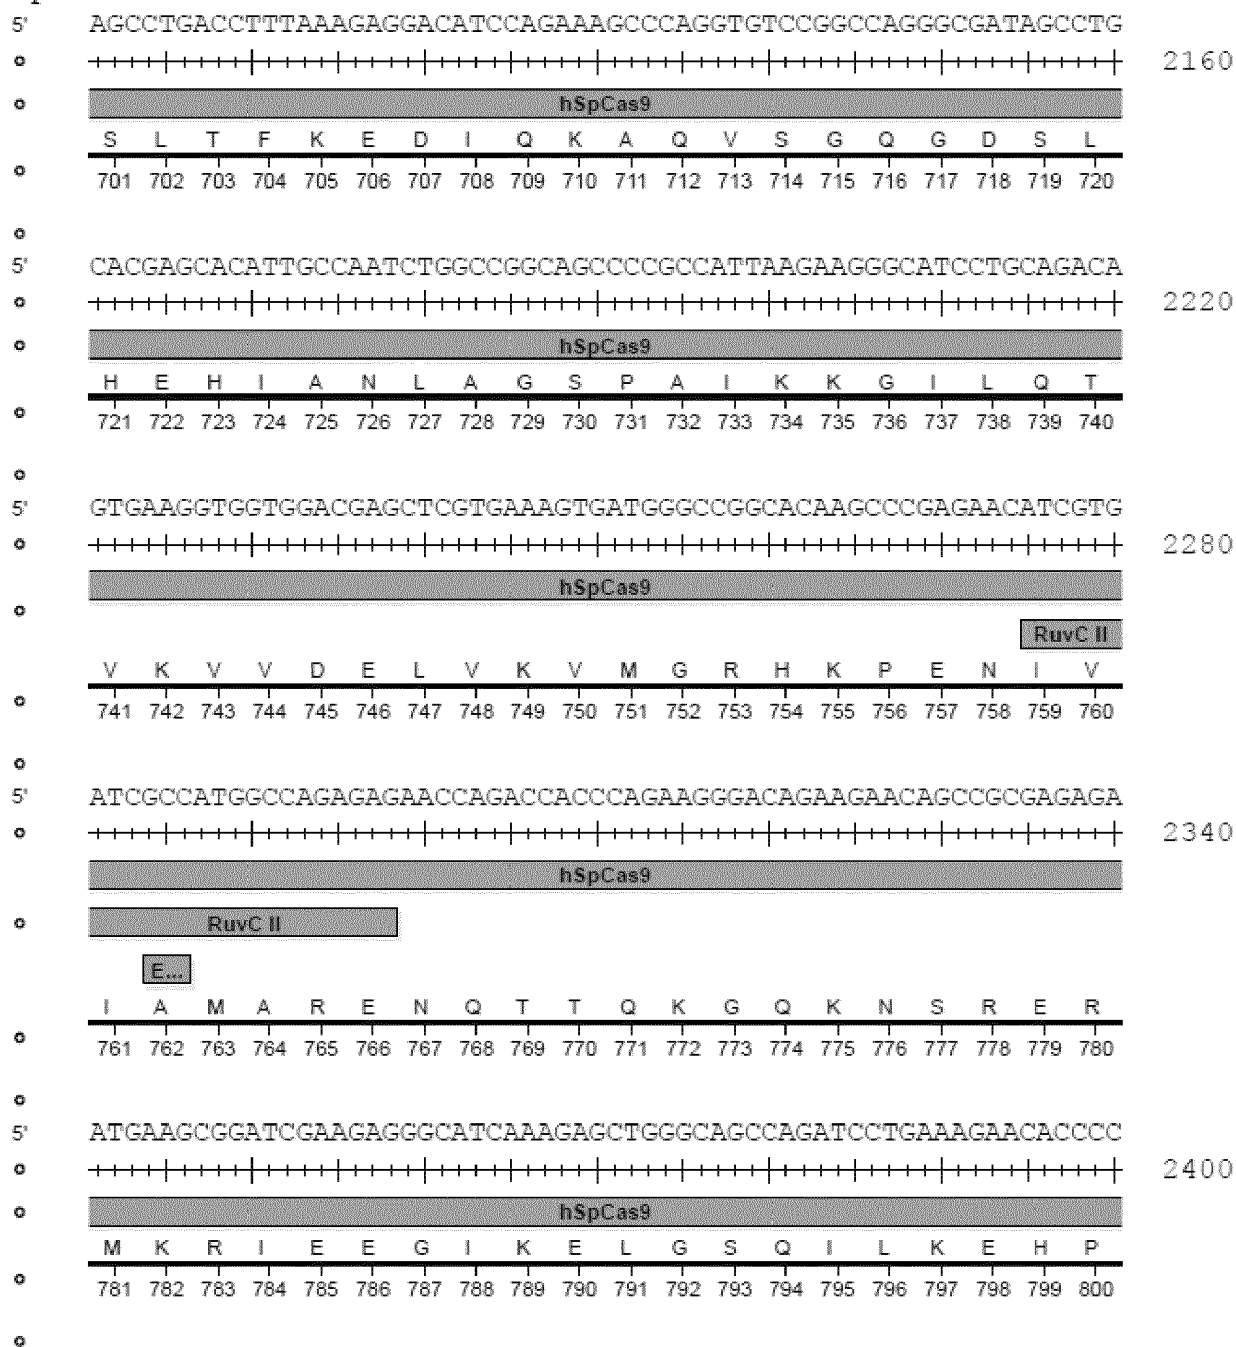 5' AGCCTGACCTTTAAAGAGGACATCCAGAAAGCCCAGGTGTCCGGCCAGGGCGATAGCCTG
2160
hSpCas9
S L T F K E D I Q K A Q V S G Q G D S L
701 702 703 704 705 706 707 708 709 710 711 712 713 714 715 716 717 718 719 720
5' CACGAGCACATTGCCAATCTGGCCGGCAGCCCCGCCATTAAGAAGGGCATCCTGCAGACA
2220
hSpCas9
H E H I A N L A G S P A I K K G I L Q T
721 722 723 724 725 726 727 728 729 730 731 732 733 734 735 736 737 738 739 740
5' GTGAAGGTGGTGGACGAGCTCGTGAAAGTGATGGGCCGGCACAAGCCCGAGAACATCGTG
2280
hSpCas9
RuvC II
V K V V D E L V K V M G R H K P E N I V
741 742 743 744 745 746 747 748 749 750 751 752 753 754 755 756 757 758 759 760
5' ATCGCCATGGCCAGAGAGAACCAGACCACCCAGAAGGGACAGAAGAACAGCCGCGAGAGA
2340
hSpCas9
RuvC II
E...
I A M A R E N Q T T Q K G Q K N S R E R
761 762 763 764 765 766 767 768 769 770 771 772 773 774 775 776 777 778 779 780
5' ATGAAGCGGATCGAAGAGGGCATCAAAGAGCTGGGCAGCCAGATCCTGAAAGAACACCCC
2400
hSpCas9
M K R I E E G I K E L G S Q I L K E H P
781 782 783 784 785 786 787 788 789 790 791 792 793 794 795 796 797 798 799 800